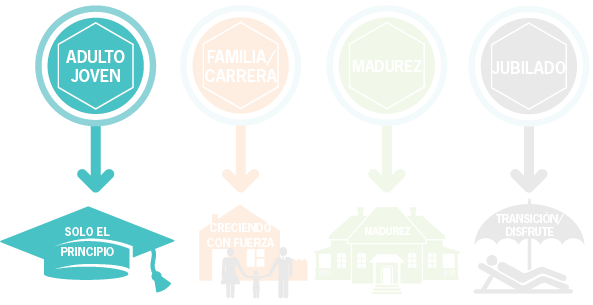 ADULTO
JOVEN
FAMILIA/
CARRERA
MADUREZ
JUBILADO
SOLO EL
PRINCIPIO
CRECIENDO
CON FUERZA
MADUREZ
TRANSICIÓN/
DISFRUTE